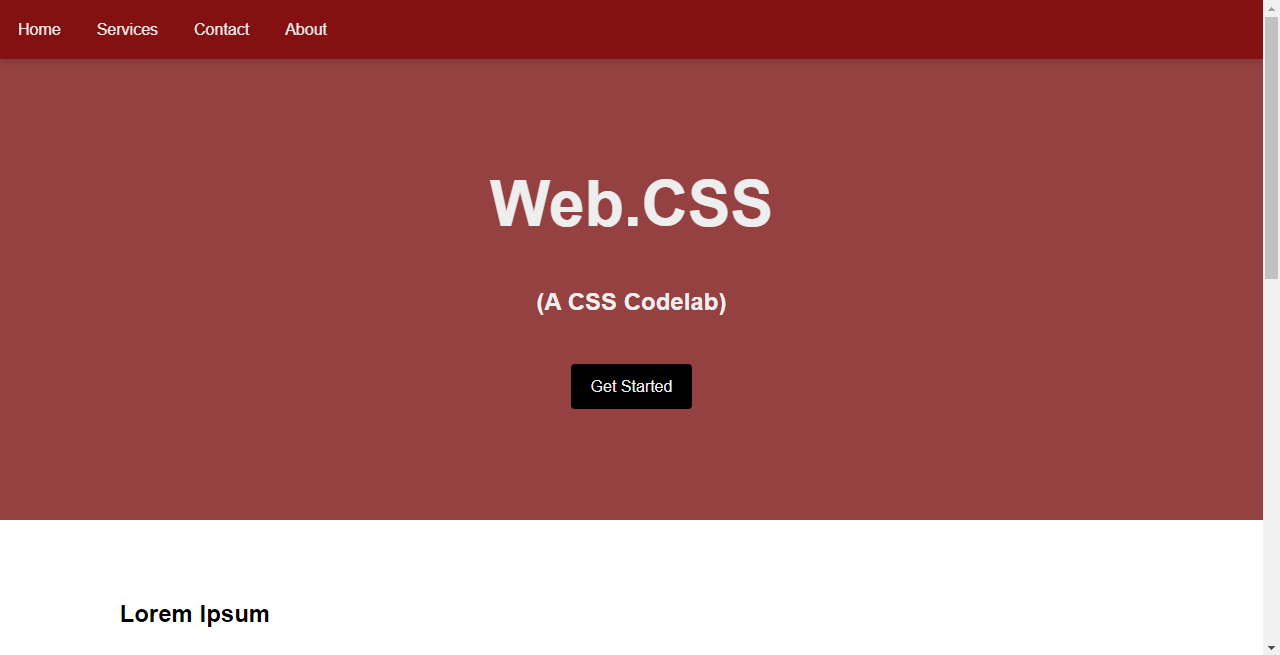 Home Services Contact About
Web.CSS
(A CSS Codelab)
Get Started
Lorem Ipsum